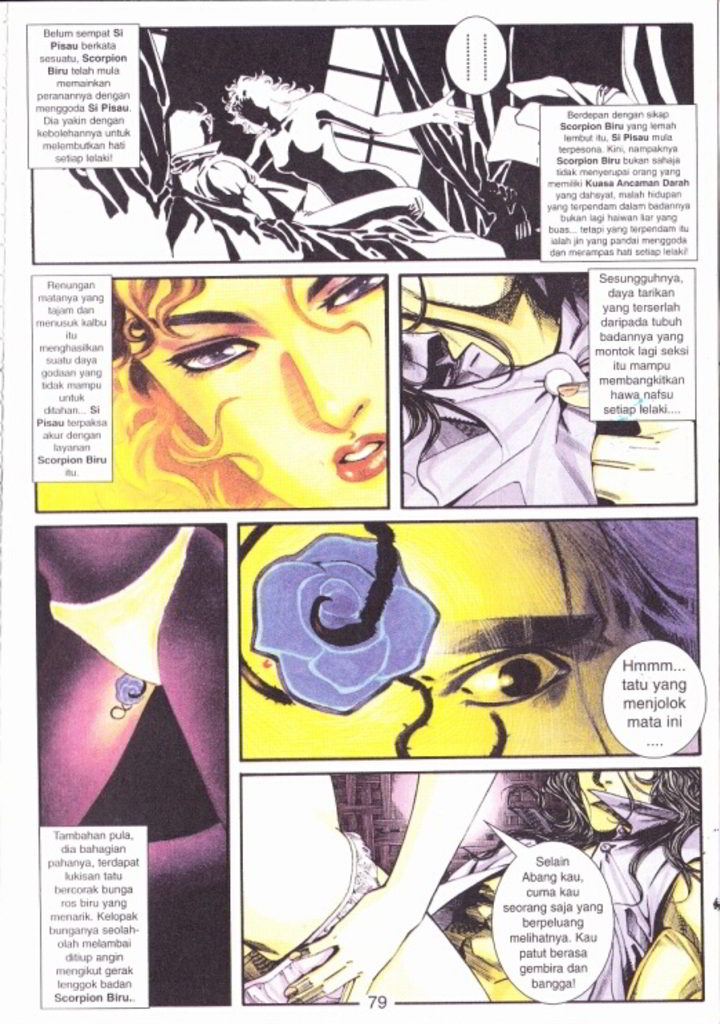 Belum sempat Si
Pisau berkata
sesuatu, Scorpion
Biru telah mula
memainkan
peranannya dengan
menggoda Si Pisau.
Dia yakin dengan
kebolehannya untuk
melembutkan hati
setiap lelaki!
Berdepan dengan sikap
Scorpion Biru yang lemah
lembut itu, Si Pisau mula
terpesona. Kini, nampaknya
Scorpion Biru bukan sahaja
tidak menyerupai orang yang
memiliki Kuasa Ancaman Darah
yang dahsyat, malah hidupan
yang terpendam dalam badannya
bukan lagi haiwan liar yang
buas... tetapi yang terpendam itu
ialah jin yang pandai menggoda
dan merampas hati setiap lelaki!
Renungan
matanya yang
tajam dan
menusuk kalbu
itu
menghasilkan
suatu daya
godaan yang
tidak mampu
untuk
ditahan... Si
Pisau terpaksa
akur dengan
layanan
Scorpion Biru
itu.
Sesungguhnya,
daya tarikan
yang terserlah
daripada tubuh
badannya yang
montok lagi seksi
itu mampu
membangkitkan
hawa nafsu
setiap lelaki....
Hmmm...
tatu yang
menjolok
mata ini
....
Tambahan pula,
dia bahagian
pahanya, terdapat
lukisan tatu
bercorak bunga
ros biru yang
menarik. Kelopak
bunganya seolah-
olah melambai
ditiup angin
mengikut gerak
lenggok badan
Scorpion Biru..
Selain
Abang kau,
cuma kau
seorang saja yang
berpeluang
melihatnya. Kau
patut berasa
gembira dan
bangga!
79